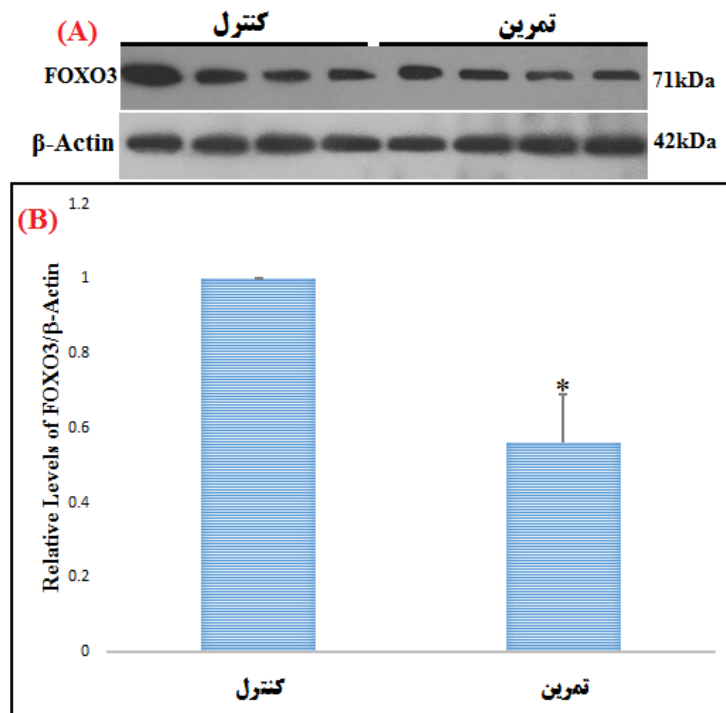 (A)
کنترل تمرین
FOXO3 71kDa
β-Actin 42kDa
(B)
1.2
1
0.8
0.6
0.4
0.2
0
Relative Levels of FOXO3/β-Actin
*
کنترل تمرین